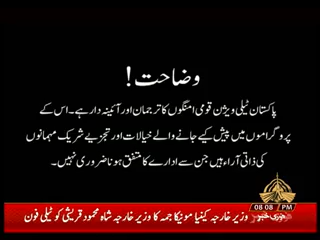 وضاحت!
پاکستان ٹیلی ویژن قومی امنگوں کا ترجمان اور آئینہ دار ہے۔ اس کے
پروگراموں میں پیش کیے جانے والے خیالات اور تجزیے شریک مہمانوں
کی ذاتی آراء ہیں جن سے ادارے کا متفق ہونا ضروری نہیں۔
08:08 PM
وزیر خارجہ کینیا مونیکا جمہ کا وزیر خارجہ شاہ محمود قریشی کو ٹیلی فون